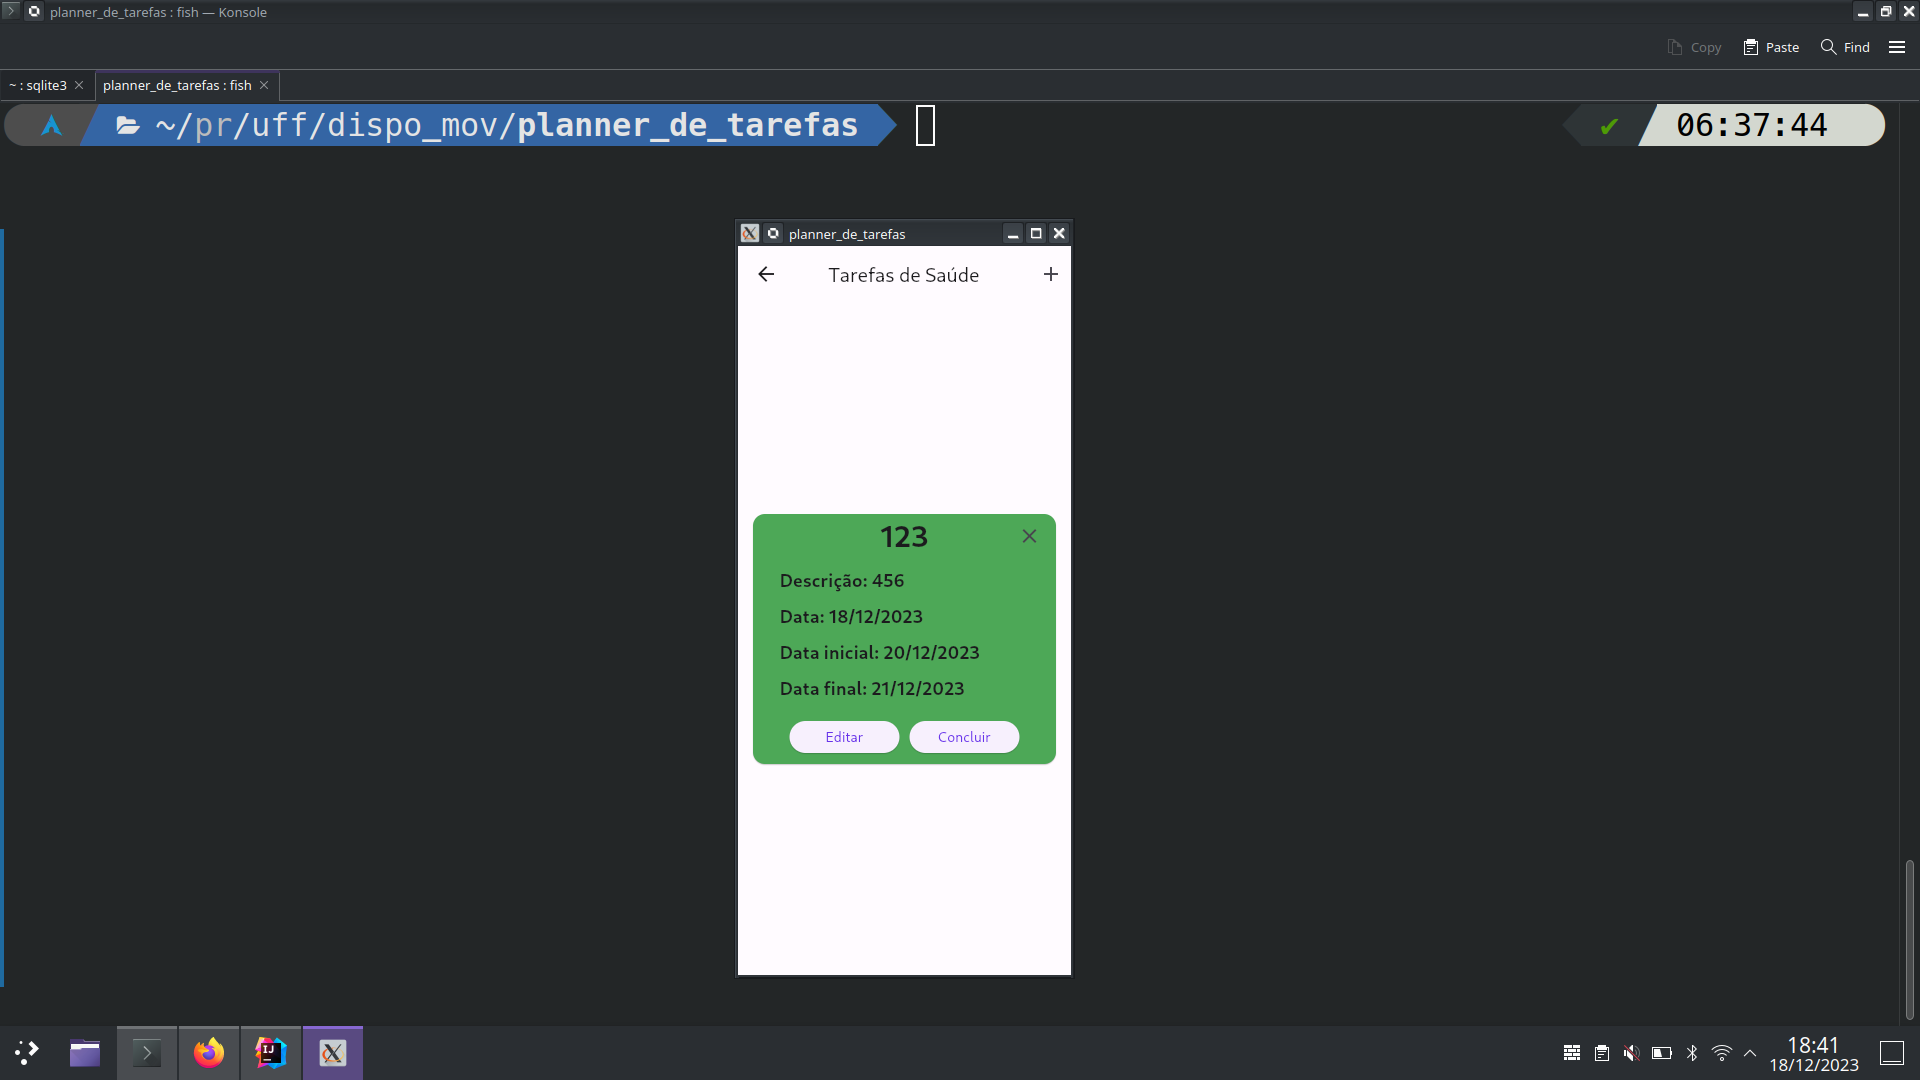 planner_de_tarefas : fish — Konsole
Copy Paste Find
~ : sqlite3 planner_de_tarefas : fish
~/pr/uff/dispo_mov/planner_de_tarefas 06:37:44
planner_de_tarefas
Tarefas de Saúde
123
Descrição: 456
Data: 18/12/2023
Data inicial: 20/12/2023
Data final: 21/12/2023
Editar Concluir
IJ
18:41
18/12/2023